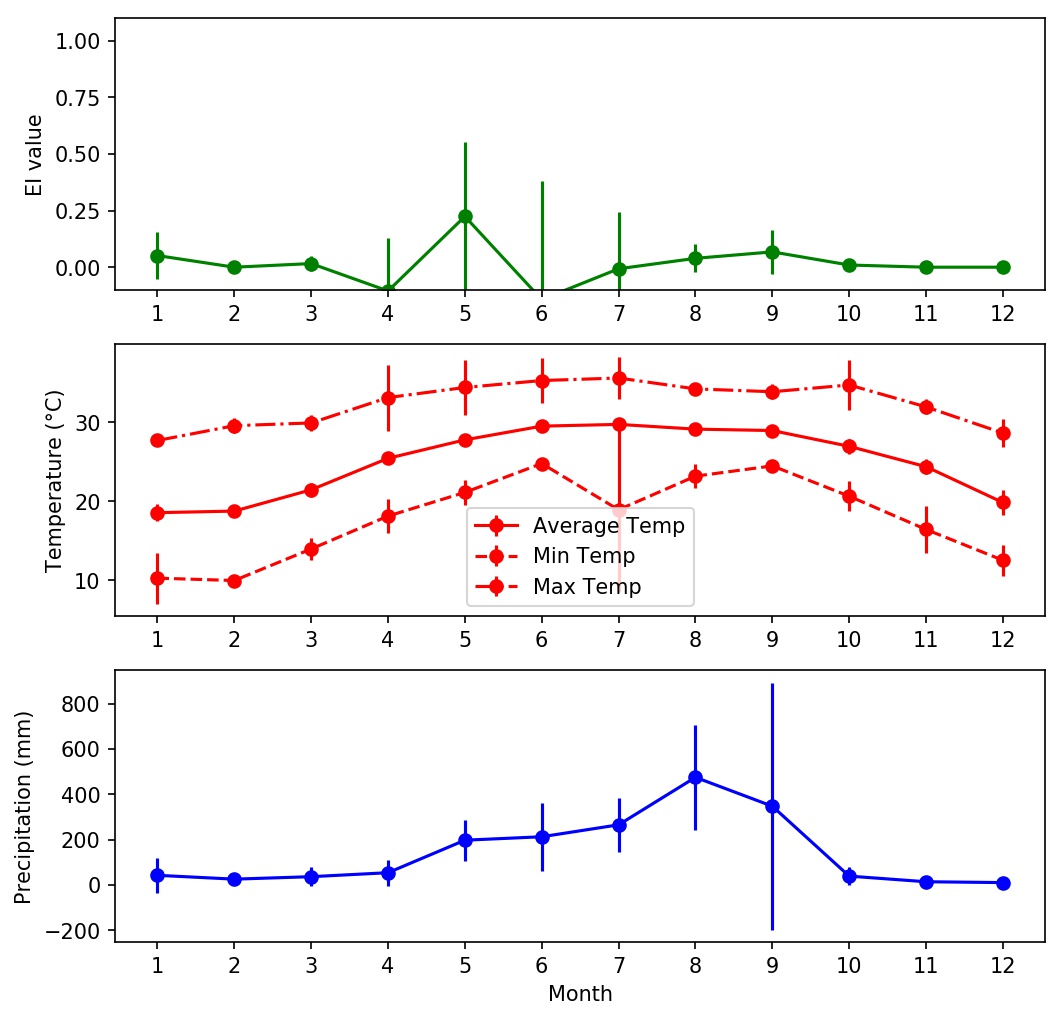 EI value
1.00
0.75
0.50
0.25
0.00
1 2 3 4 5 6 7 8 9 10 11 12
Temperature (°C)
30
20
10
Average Temp
Min Temp
Max Temp
1 2 3 4 5 6 7 8 9 10 11 12
Precipitation (mm)
800
600
400
200
0
−200
1 2 3 4 5 6 7 8 9 10 11 12
Month